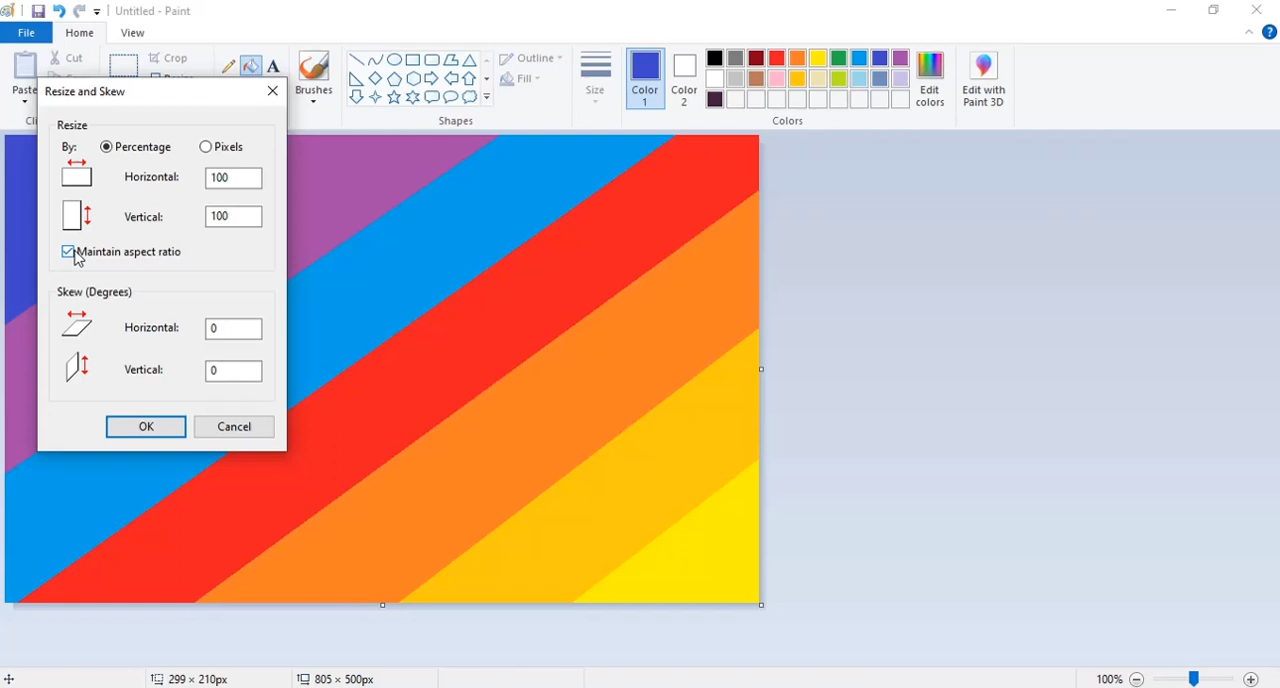 Untitled - Paint
File Home View
Cut
Crop
Paste
Brushes
Outline
Fill
Size
Color 1
Color 2
Edit colors
Edit with Paint 3D
Shapes
Colors
Resize and Skew
Resize
By: Percentage Pixels
Horizontal: 100
Vertical: 100
Maintain aspect ratio
Skew (Degrees)
Horizontal: 0
Vertical: 0
OK Cancel
299 × 210px 805 × 500px 100%